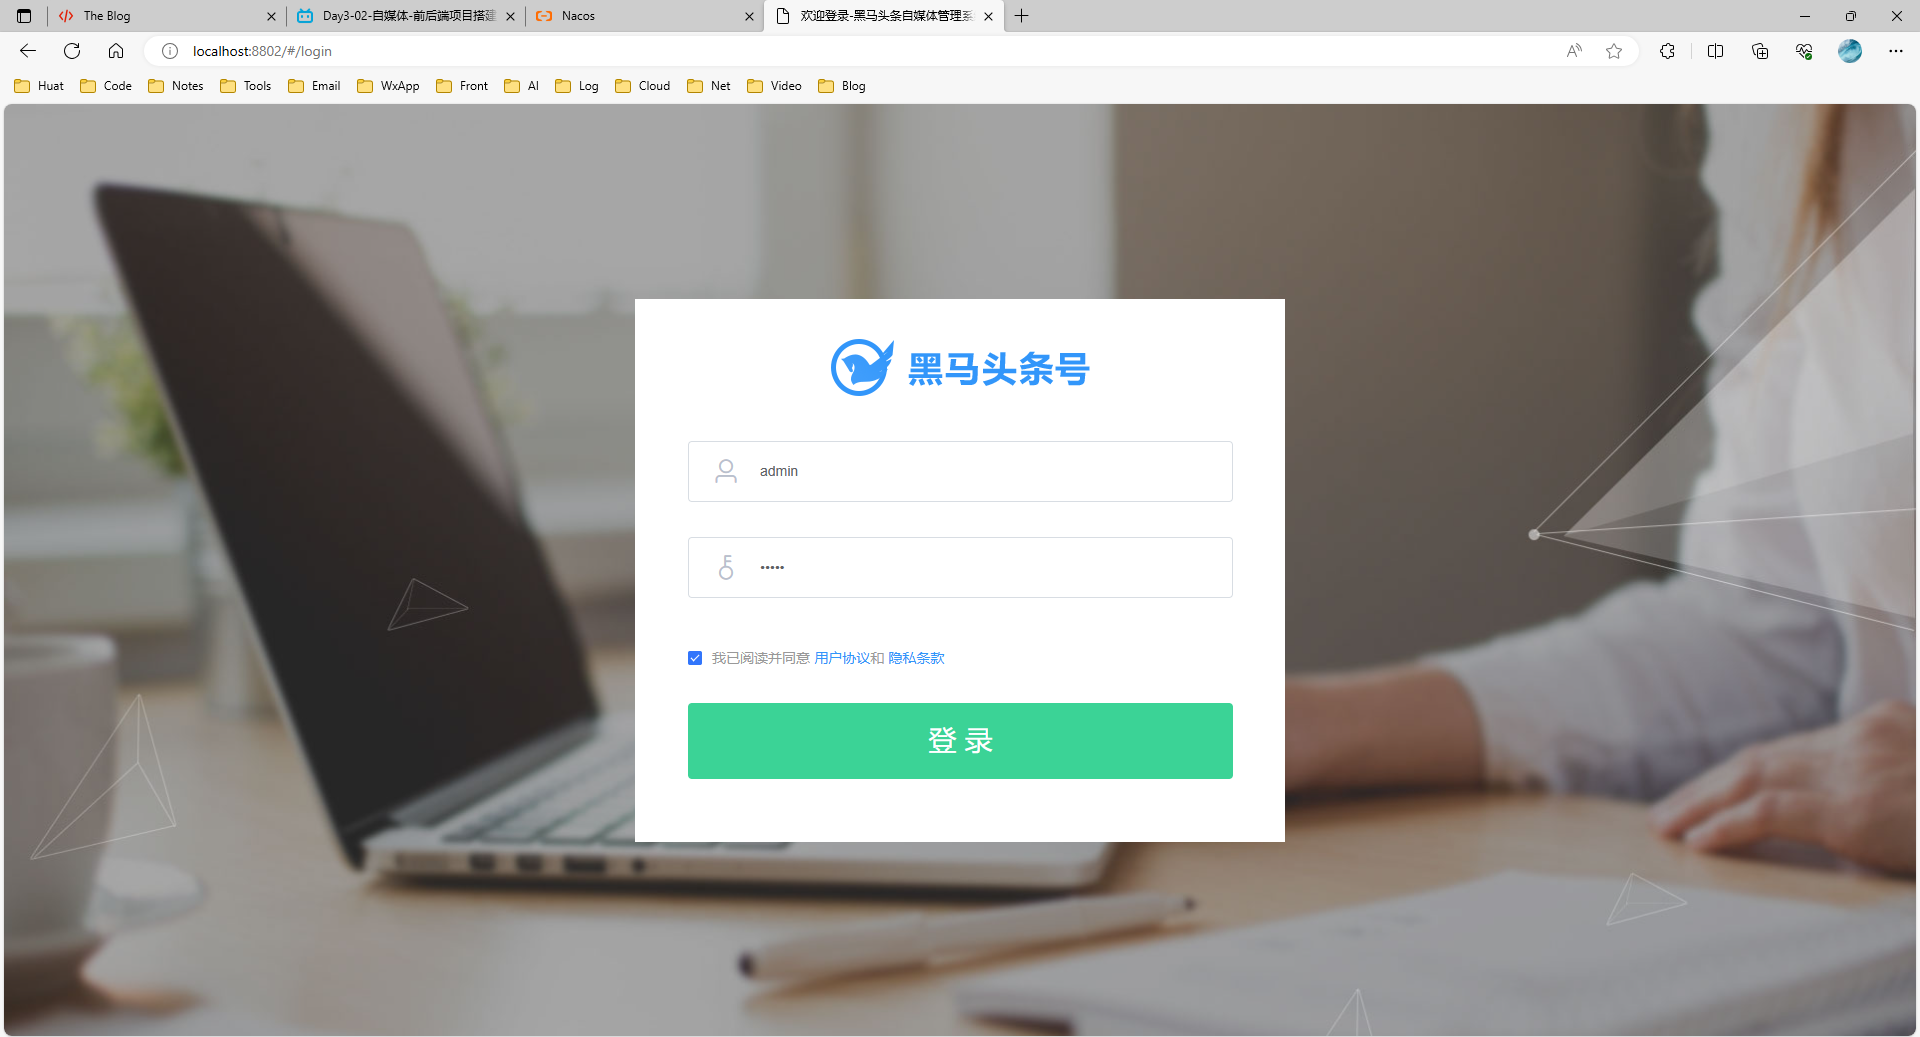 The Blog
Day3-02-自媒体-前后端项目搭建
Nacos
欢迎登录-黑马头条自媒体管理系
localhost:8802/#/login
Huat Code Notes Tools Email WxApp Front AI Log Cloud Net Video Blog
黑马头条号
admin
•••••
我已阅读并同意 用户协议和 隐私条款
登 录